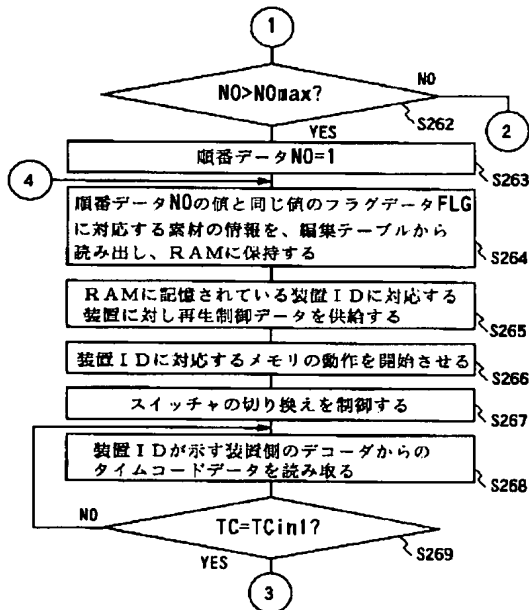 1
NO>NOmax?
NO
S262
2
YES
順番データNO=1
S263
4
順番データNOの値と同じ値のフラグデータFLG
に対応する素材の情報を、編集テーブルから
読み出し、RAMに保持する
S264
RAMに記憶されている装置IDに対応する
装置に対し再生制御データを供給する
S265
装置IDに対応するメモリの動作を開始させる
S266
スイッチャの切り換えを制御する
S267
装置IDが示す装置側のデコーダからの
タイムコードデータを読み取る
S268
NO
TC=TCin1?
S269
YES
3